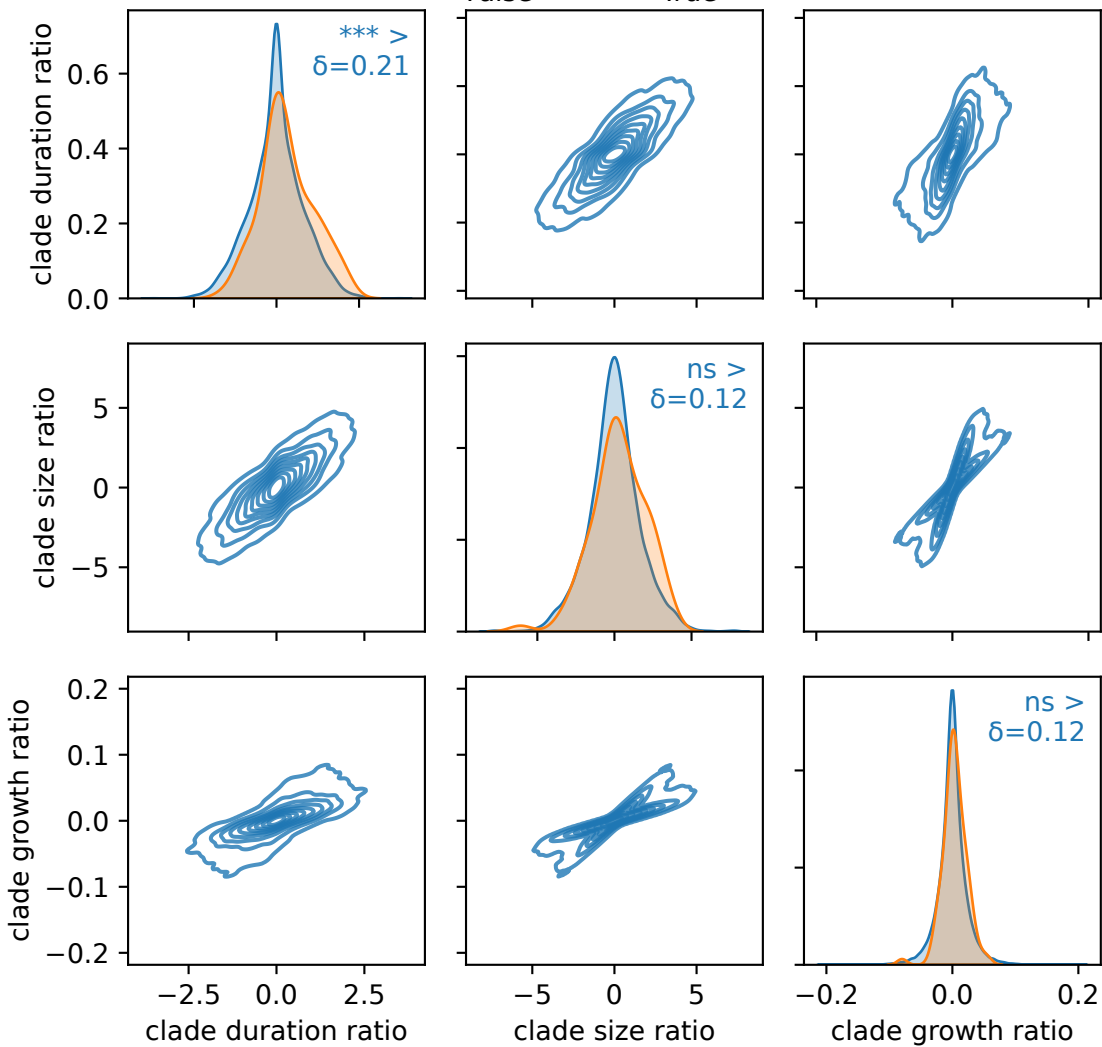 clade duration ratio
0.6
0.4
0.2
0.0
*** >
δ=0.21
clade size ratio
5
0
−5
ns >
δ=0.12
clade growth ratio
0.2
0.1
0.0
−0.1
−0.2
ns >
δ=0.12
−2.5 0.0 2.5
−5 0 5
−0.2 0.0 0.2
clade duration ratio
clade size ratio
clade growth ratio